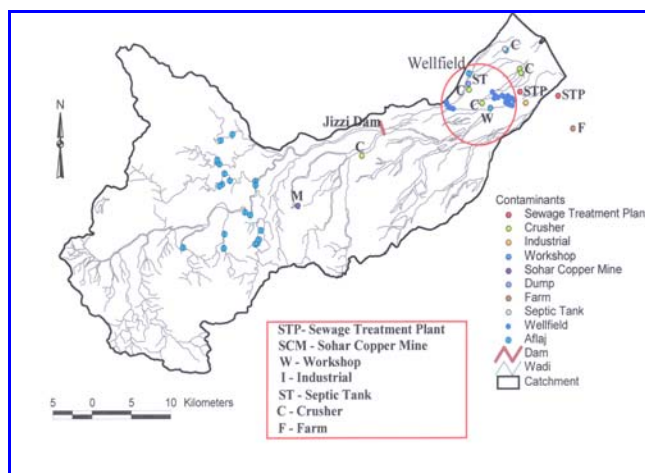 C
Wellfield
ST
C
C
STP
STP
C
W
F
N
Jizzi Dam
C
M
Contaminants
Sewage Treatment Plant
Crusher
Industrial
Workshop
Sohar Copper Mine
Dump
Farm
Septic Tank
Wellfield
Aflaj
Dam
Wadi
Catchment
STP- Sewage Treatment Plant
SCM - Sohar Copper Mine
W - Workshop
I - Industrial
ST - Septic Tank
C - Crusher
F - Farm
5 0 5 10 Kilometers